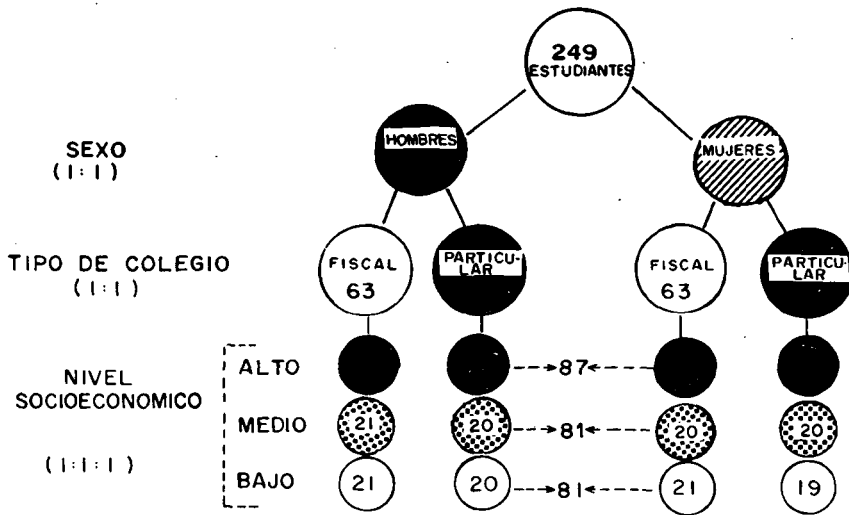 249
ESTUDIANTES
SEXO
(1:1)
HOMBRES
MUJERES
TIPO DE COLEGIO
(1:1)
FISCAL
63
PARTICU-
LAR
FISCAL
63
PARTICU-
LAR
NIVEL
SOCIOECONOMICO
(1:1:1)
ALTO
87
MEDIO
21
20
81
20
20
BAJO
21
20
81
21
19